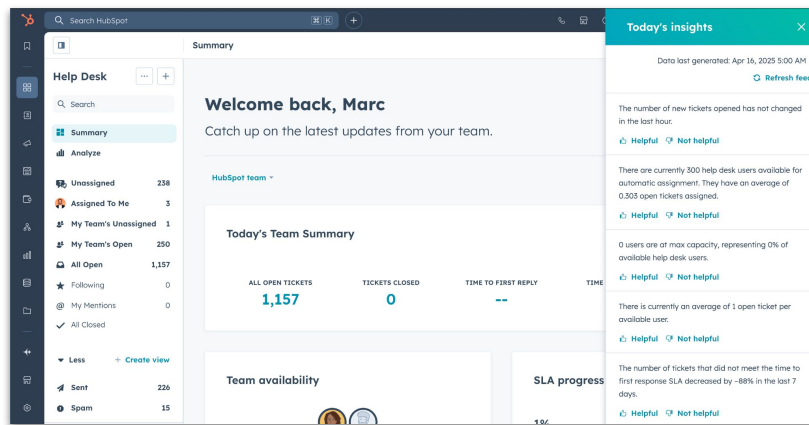 Search HubSpot
⌘ K
Help Desk
Search
Summary
Analyze
Unassigned 238
Assigned To Me 3
My Team's Unassigned 1
My Team's Open 250
All Open 1,157
Following 0
@ My Mentions 0
All Closed
Less + Create view
Sent 226
Spam 15
Summary
Welcome back, Marc
Catch up on the latest updates from your team.
HubSpot team
Today's Team Summary
ALL OPEN TICKETS
1,157
TICKETS CLOSED
0
TIME TO FIRST REPLY
--
TIME
Team availability
SLA progress
Today's insights
Data last generated: Apr 16, 2025 5:00 AM
Refresh feed
The number of new tickets opened has not changed
in the last hour.
Helpful Not helpful
There are currently 300 help desk users available for
automatic assignment. They have an average of
0.303 open tickets assigned.
Helpful Not helpful
0 users are at max capacity, representing 0% of
available help desk users.
Helpful Not helpful
There is currently an average of 1 open ticket per
available user.
Helpful Not helpful
The number of tickets that did not meet the time to
first response SLA decreased by -88% in the last 7
days.
Helpful Not helpful